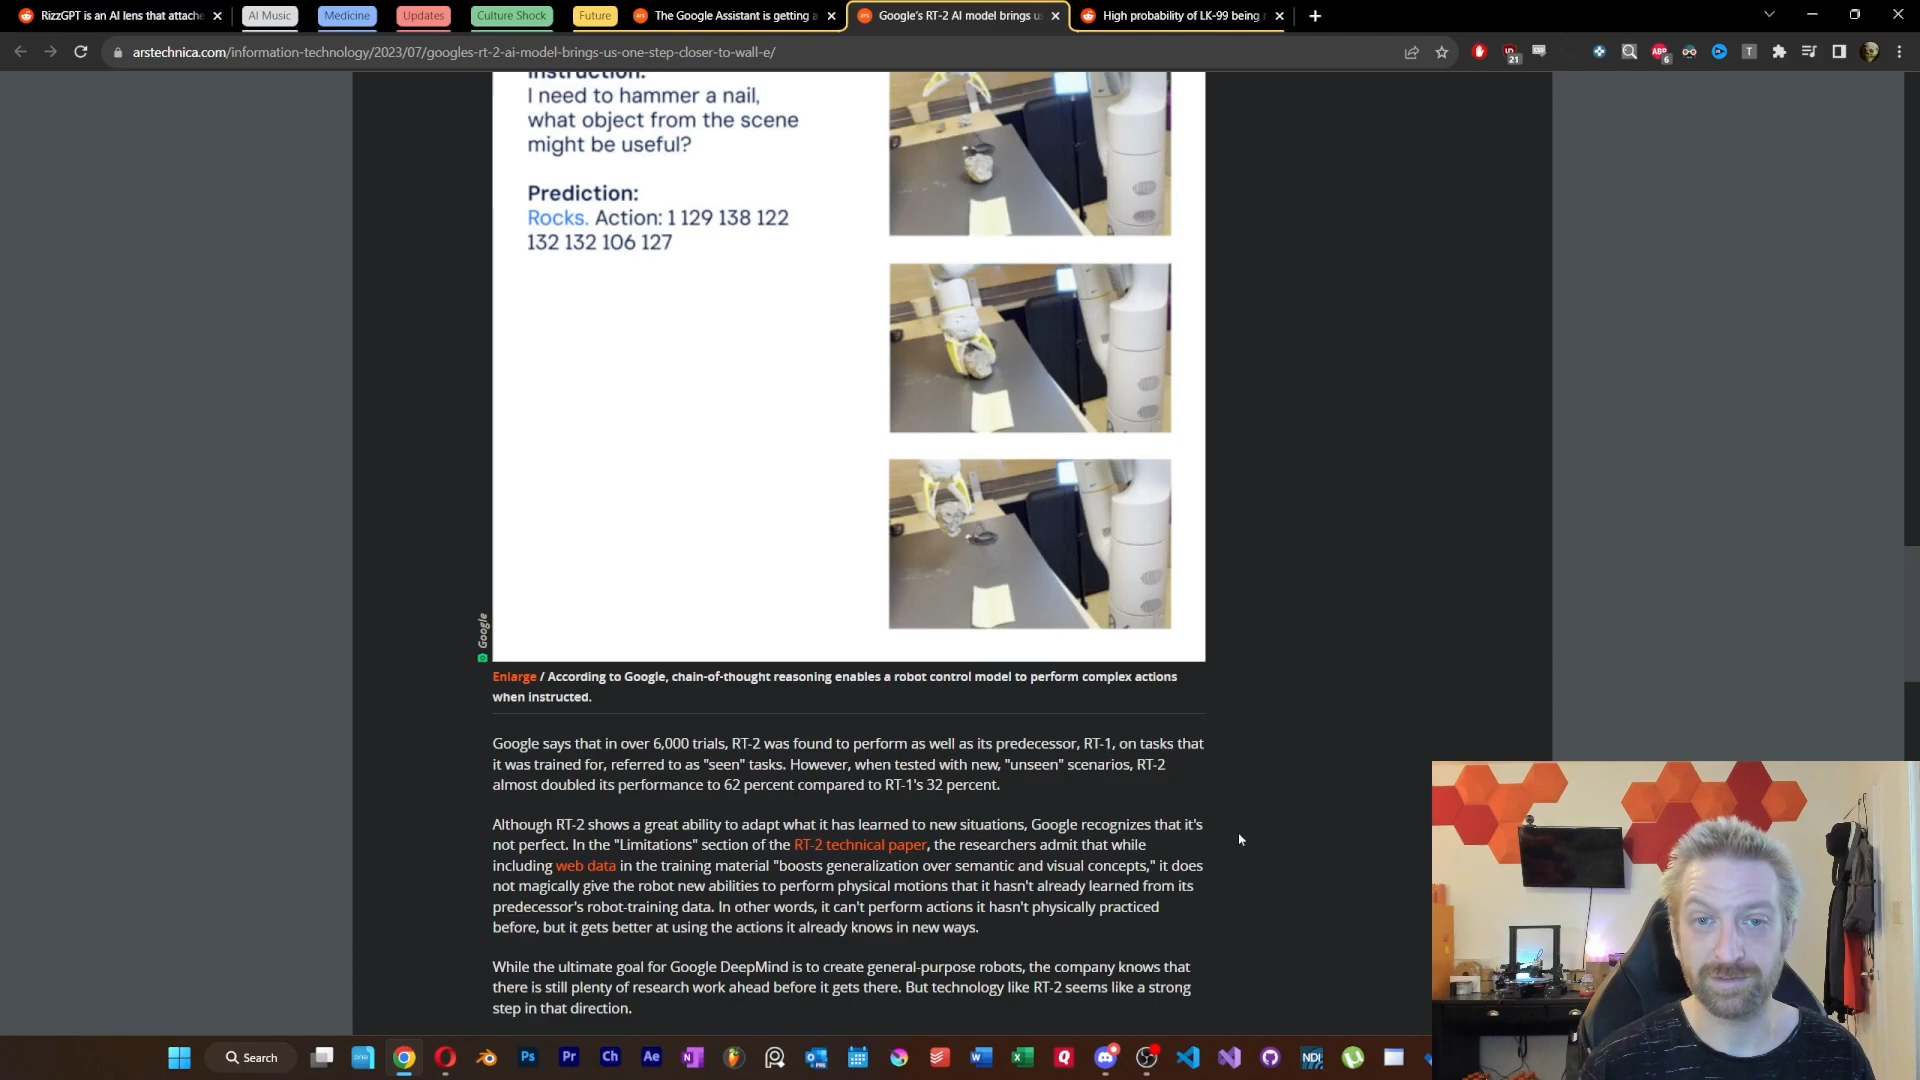 RizzGPT is an AI lens that attache
AI Music
Medicine
Updates
Culture Shock
Future
The Google Assistant is getting a
Google's RT-2 AI model brings us
High probability of LK-99 being
arstechnica.com/information-technology/2023/07/googles-rt-2-ai-model-brings-us-one-step-closer-to-wall-e/
21
6
T
Instruction:
I need to hammer a nail,
what object from the scene
might be useful?
Prediction:
Rocks. Action: 1 129 138 122
132 132 106 127
Google
Enlarge / According to Google, chain-of-thought reasoning enables a robot control model to perform complex actions
when instructed.
Google says that in over 6,000 trials, RT-2 was found to perform as well as its predecessor, RT-1, on tasks that
it was trained for, referred to as "seen" tasks. However, when tested with new, "unseen" scenarios, RT-2
almost doubled its performance to 62 percent compared to RT-1's 32 percent.
Although RT-2 shows a great ability to adapt what it has learned to new situations, Google recognizes that it's
not perfect. In the "Limitations" section of the RT-2 technical paper, the researchers admit that while
including web data in the training material "boosts generalization over semantic and visual concepts," it does
not magically give the robot new abilities to perform physical motions that it hasn't already learned from its
predecessor's robot-training data. In other words, it can't perform actions it hasn't physically practiced
before, but it gets better at using the actions it already knows in new ways.
While the ultimate goal for Google DeepMind is to create general-purpose robots, the company knows that
there is still plenty of research work ahead before it gets there. But technology like RT-2 seems like a strong
step in that direction.
Search
Ps
Pr
Ch
Ae
NDI